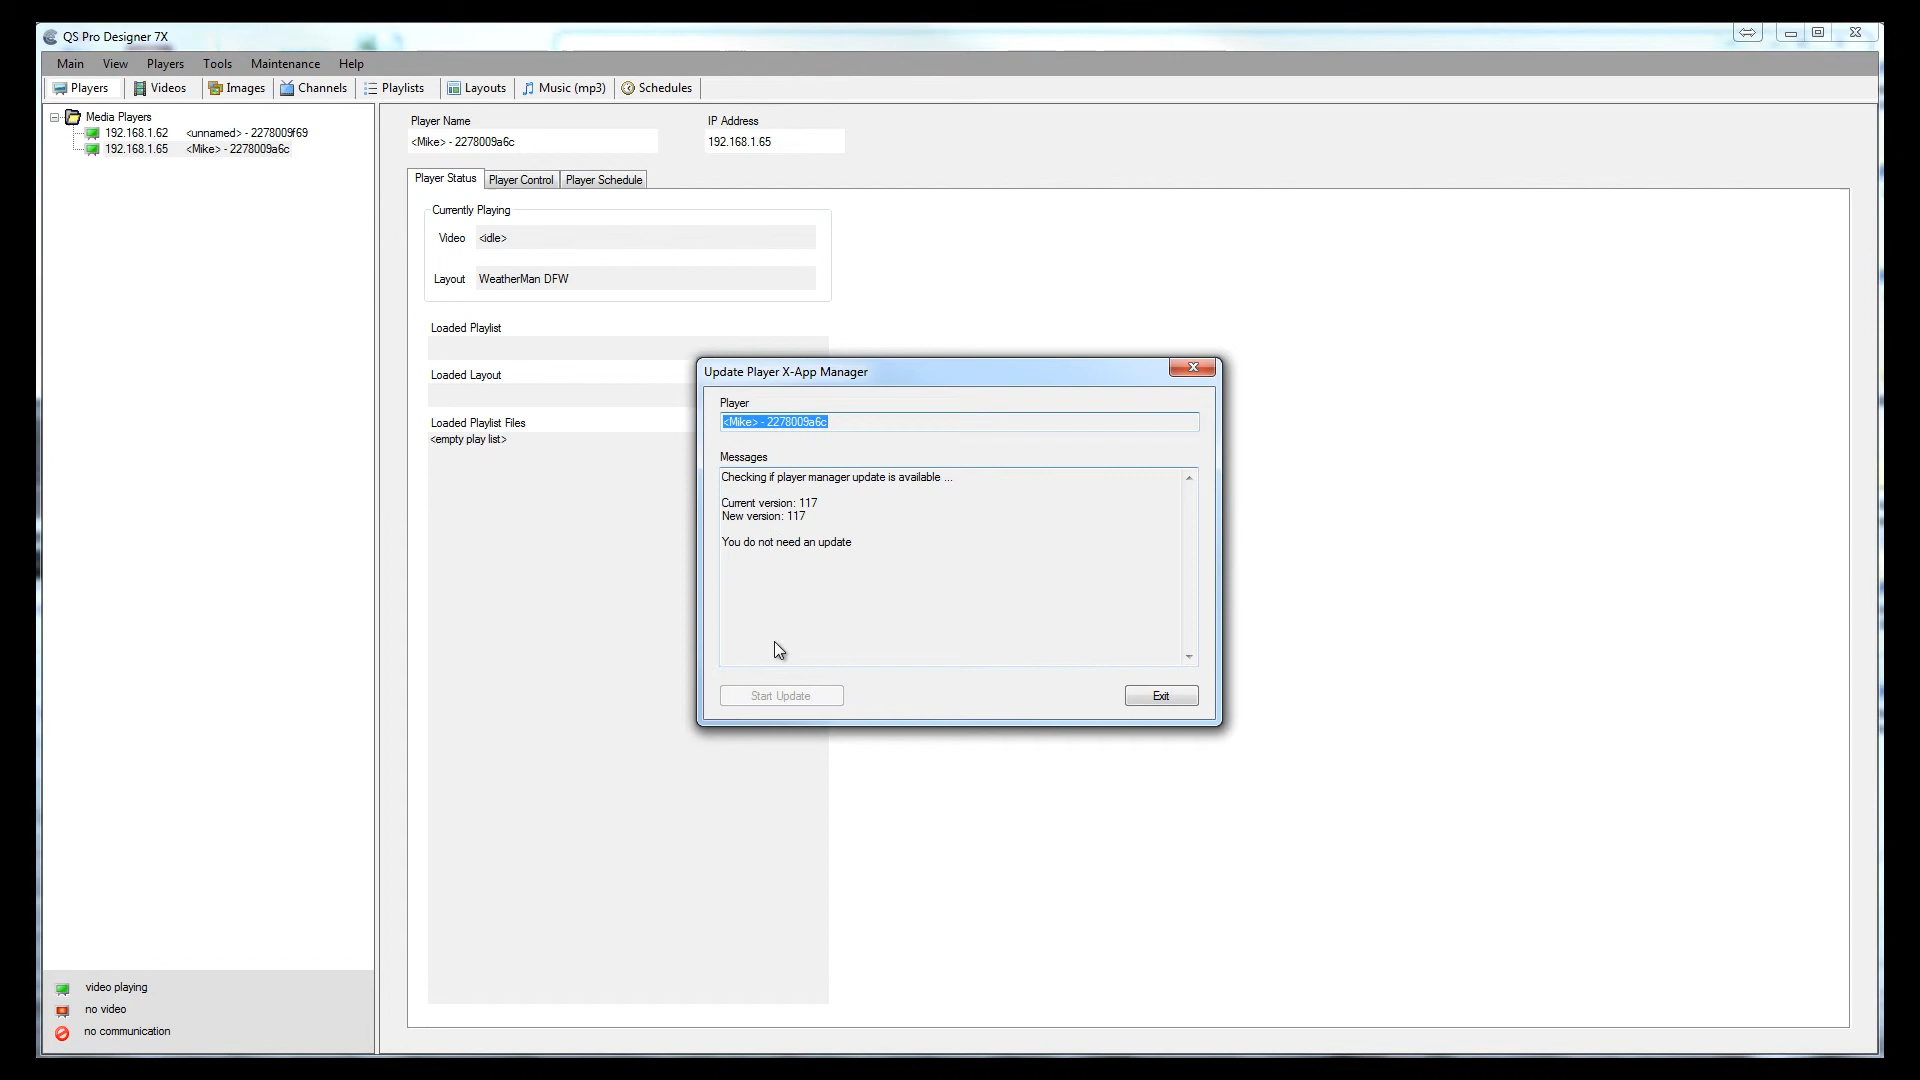 QS Pro Designer 7X
Main View Players Tools Maintenance Help
Players Videos Images Channels Playlists Layouts Music (mp3) Schedules
Media Players
192.168.1.62 <unnamed> - 2278009f69
192.168.1.65 <Mike> - 2278009a6c
Player Name IP Address
<Mike> - 2278009a6c 192.168.1.65
Player Status Player Control Player Schedule
Currently Playing
Video <idle>
Layout WeatherMan DFW
Loaded Playlist
Loaded Layout
Loaded Playlist Files
<empty play list>
Update Player X-App Manager
Player
<Mike> - 2278009a6c
Messages
Checking if player manager update is available ...
Current version: 117
New version: 117
You do not need an update
Start Update Exit
video playing
no video
no communication